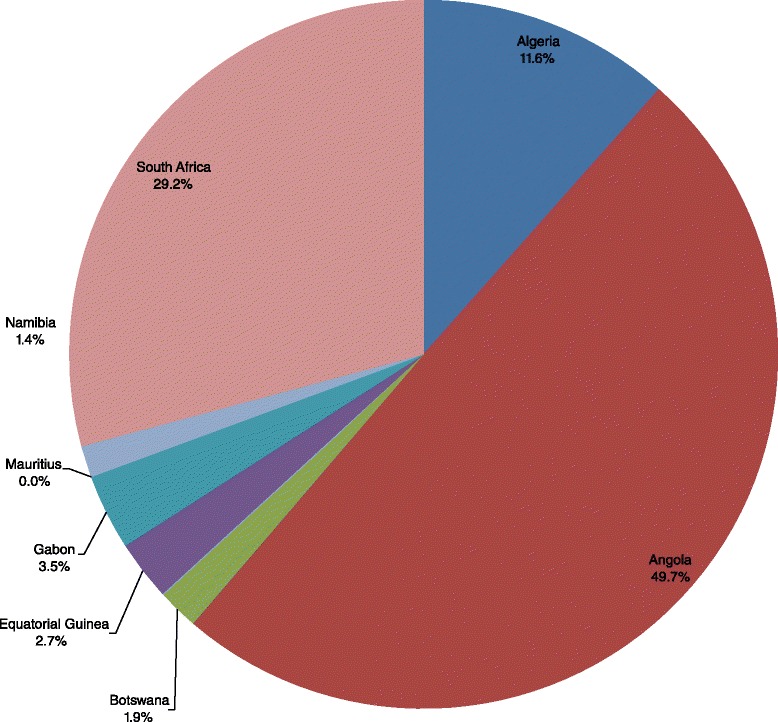 Algeria
11.6%
South Africa
29.2%
Namibia
1.4%
Mauritius
0.0%
Gabon
3.5%
Angola
49.7%
Equatorial Guinea
2.7%
Botswana
1.9%